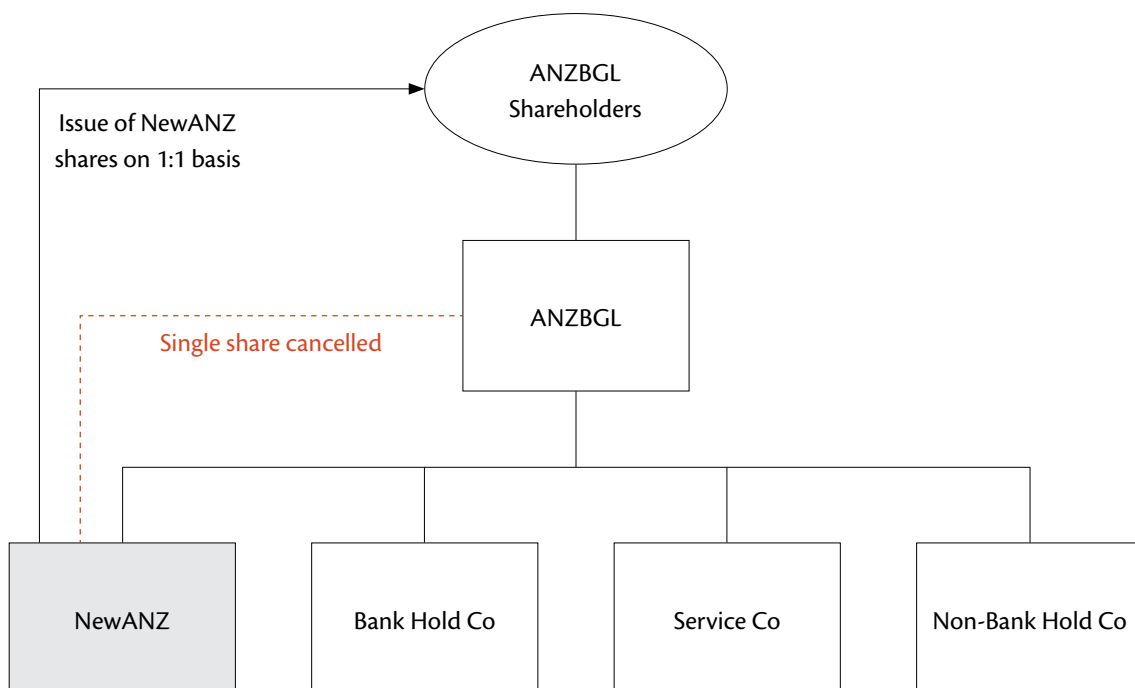 ANZBGL
Shareholders
Issue of NewANZ
shares on 1:1 basis
ANZBGL
Single share cancelled
NewANZ
Bank Hold Co
Service Co
Non-Bank Hold Co